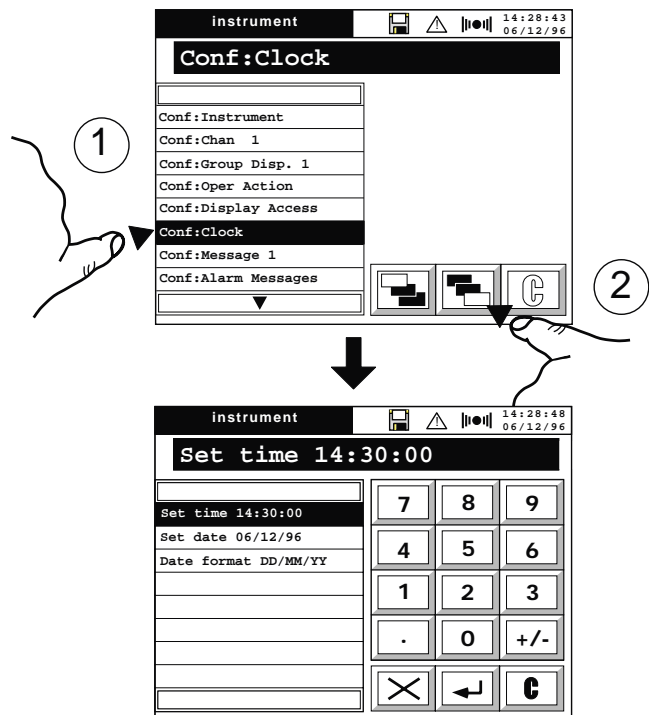 instrument
14:28:43
06/12/96
Conf:Clock
Conf:Instrument
Conf:Chan 1
Conf:Group Disp. 1
Conf:Oper Action
Conf:Display Access
Conf:Clock
Conf:Message 1
Conf:Alarm Messages
C
1
2
instrument
14:28:48
06/12/96
Set time 14:30:00
Set time 14:30:00
Set date 06/12/96
Date format DD/MM/YY
7 8 9
4 5 6
1 2 3
. 0 +/-
C